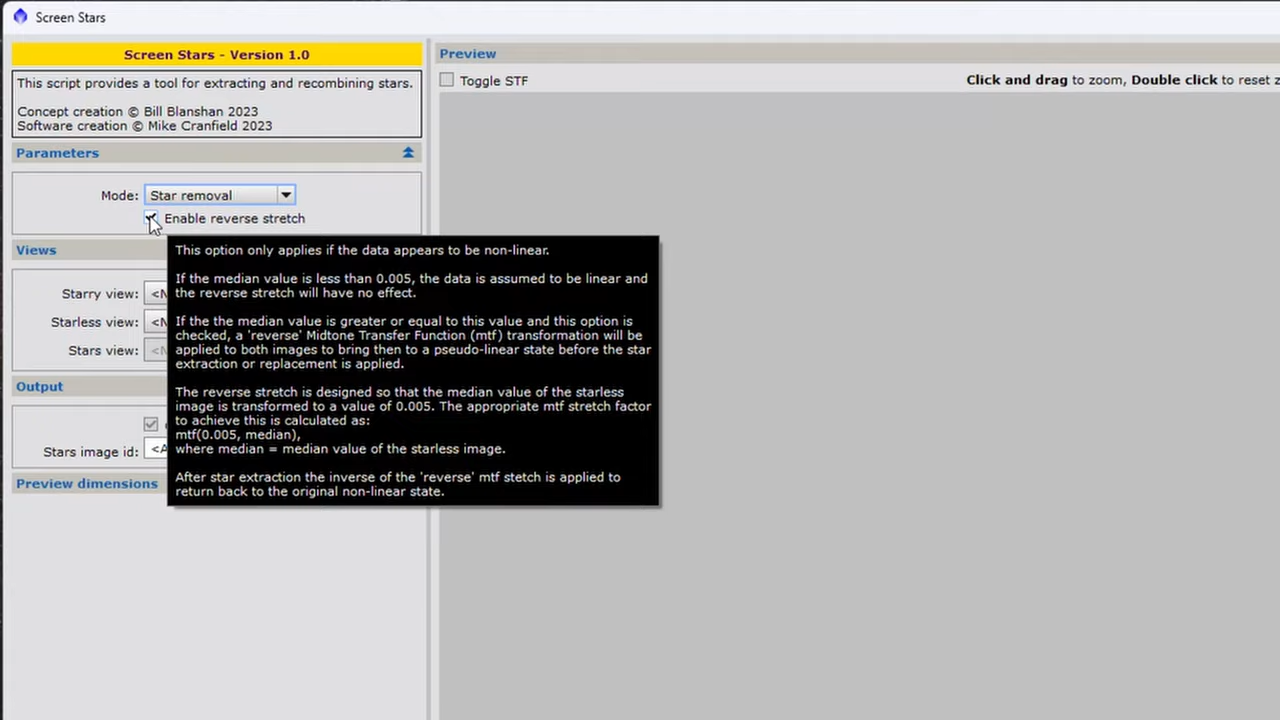 Screen Stars
Screen Stars - Version 1.0
This script provides a tool for extracting and recombining stars.
Concept creation © Bill Blanshan 2023
Software creation © Mike Cranfield 2023
Parameters
Mode: Star removal
Enable reverse stretch
This option only applies if the data appears to be non-linear.
If the median value is less than 0.005, the data is assumed to be linear and
the reverse stretch will have no effect.
If the the median value is greater or equal to this value and this option is
checked, a 'reverse' Midtone Transfer Function (mtf) transformation will be
applied to both images to bring then to a pseudo-linear state before the star
extraction or replacement is applied.
The reverse stretch is designed so that the median value of the starless
image is transformed to a value of 0.005. The appropriate mtf stretch factor
to achieve this is calculated as:
mtf(0.005, median),
where median = median value of the starless image.
After star extraction the inverse of the 'reverse' mtf stetch is applied to
return back to the original non-linear state.
Views
Starry view: <N
Starless view: <N
Stars view: <N
Output
Stars image id: <A
Preview dimensions
Preview
Toggle STF
Click and drag to zoom, Double click to reset z